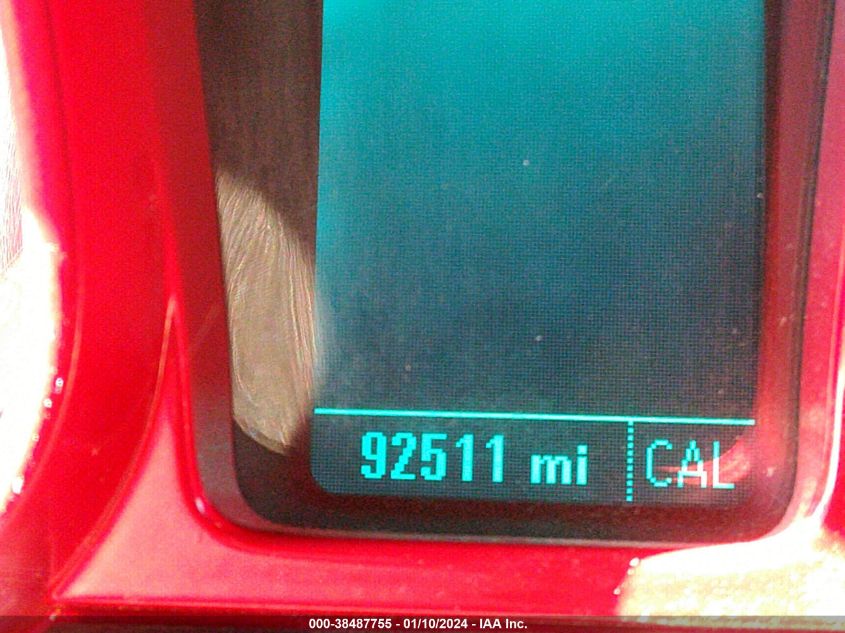 92511 mi CAL
000-38487755 - 01/10/2024 - IAA Inc.